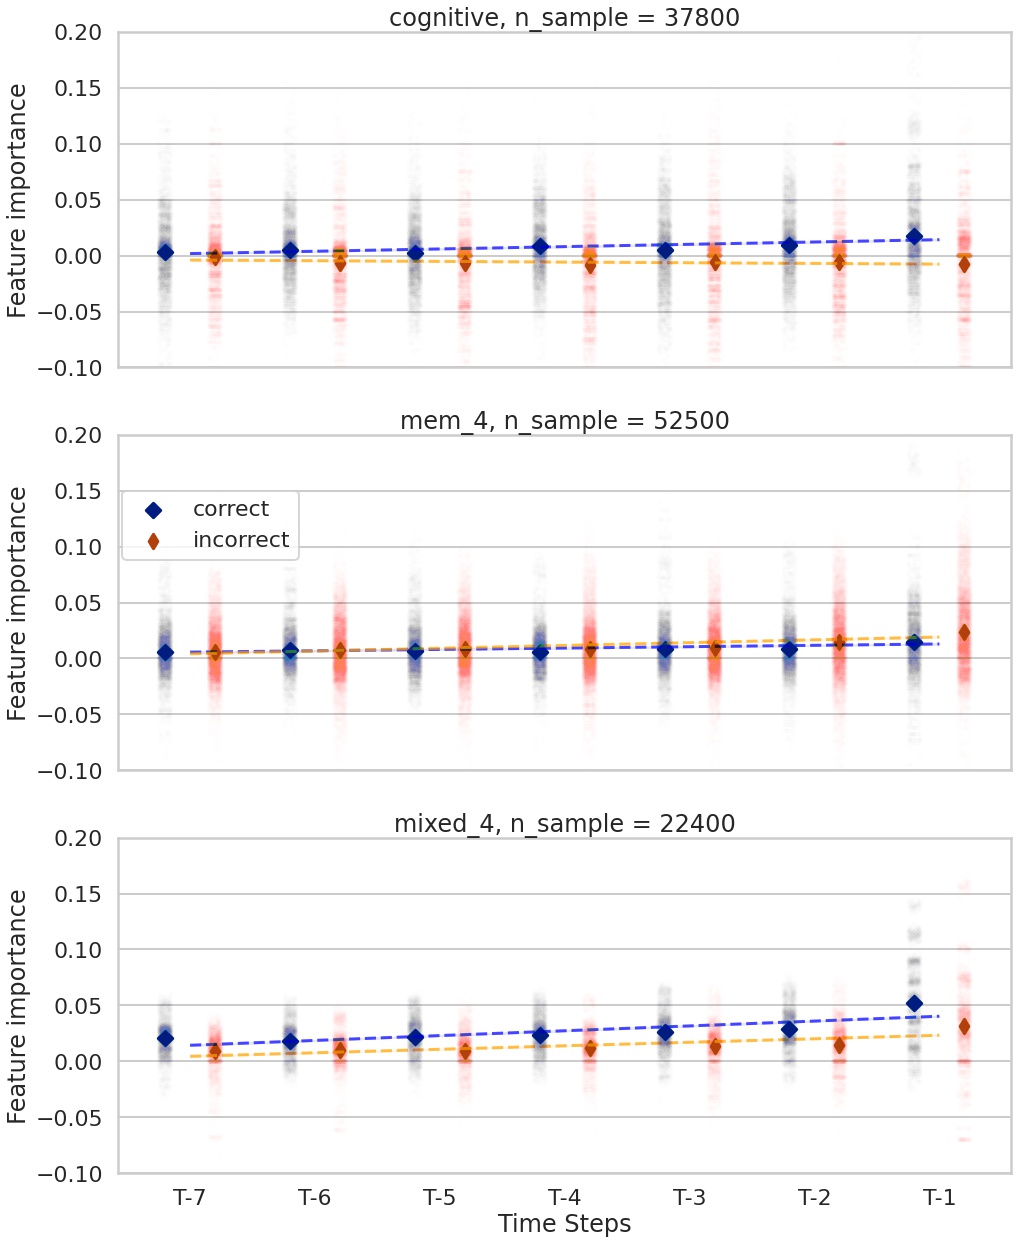 cognitive, n_sample = 37800
0.20
0.15
0.10
0.05
0.00
−0.05
−0.10
Feature importance
mem_4, n_sample = 52500
0.20
0.15
0.10
0.05
0.00
−0.05
−0.10
Feature importance
correct
incorrect
mixed_4, n_sample = 22400
0.20
0.15
0.10
0.05
0.00
−0.05
−0.10
Feature importance
T-7 T-6 T-5 T-4 T-3 T-2 T-1
Time Steps